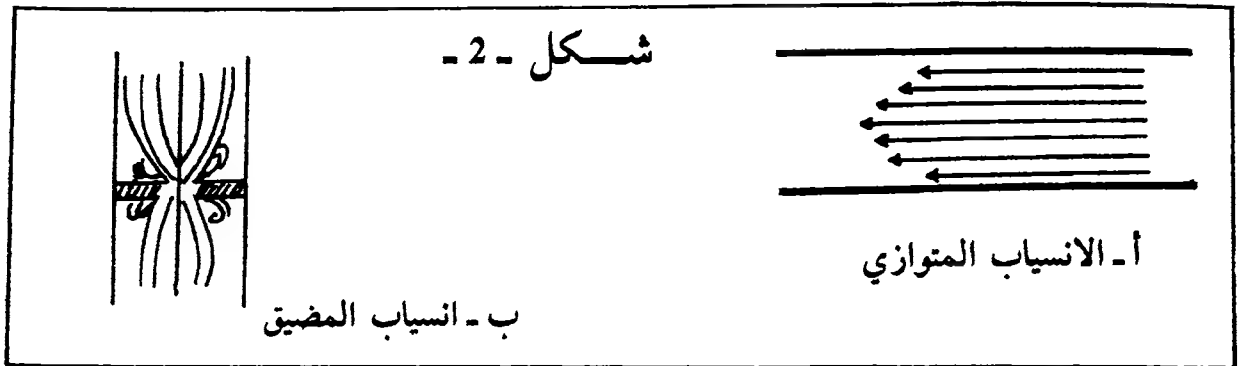 شكل - 2 -
أ - الانسياب المتوازي
ب - انسياب المضيق